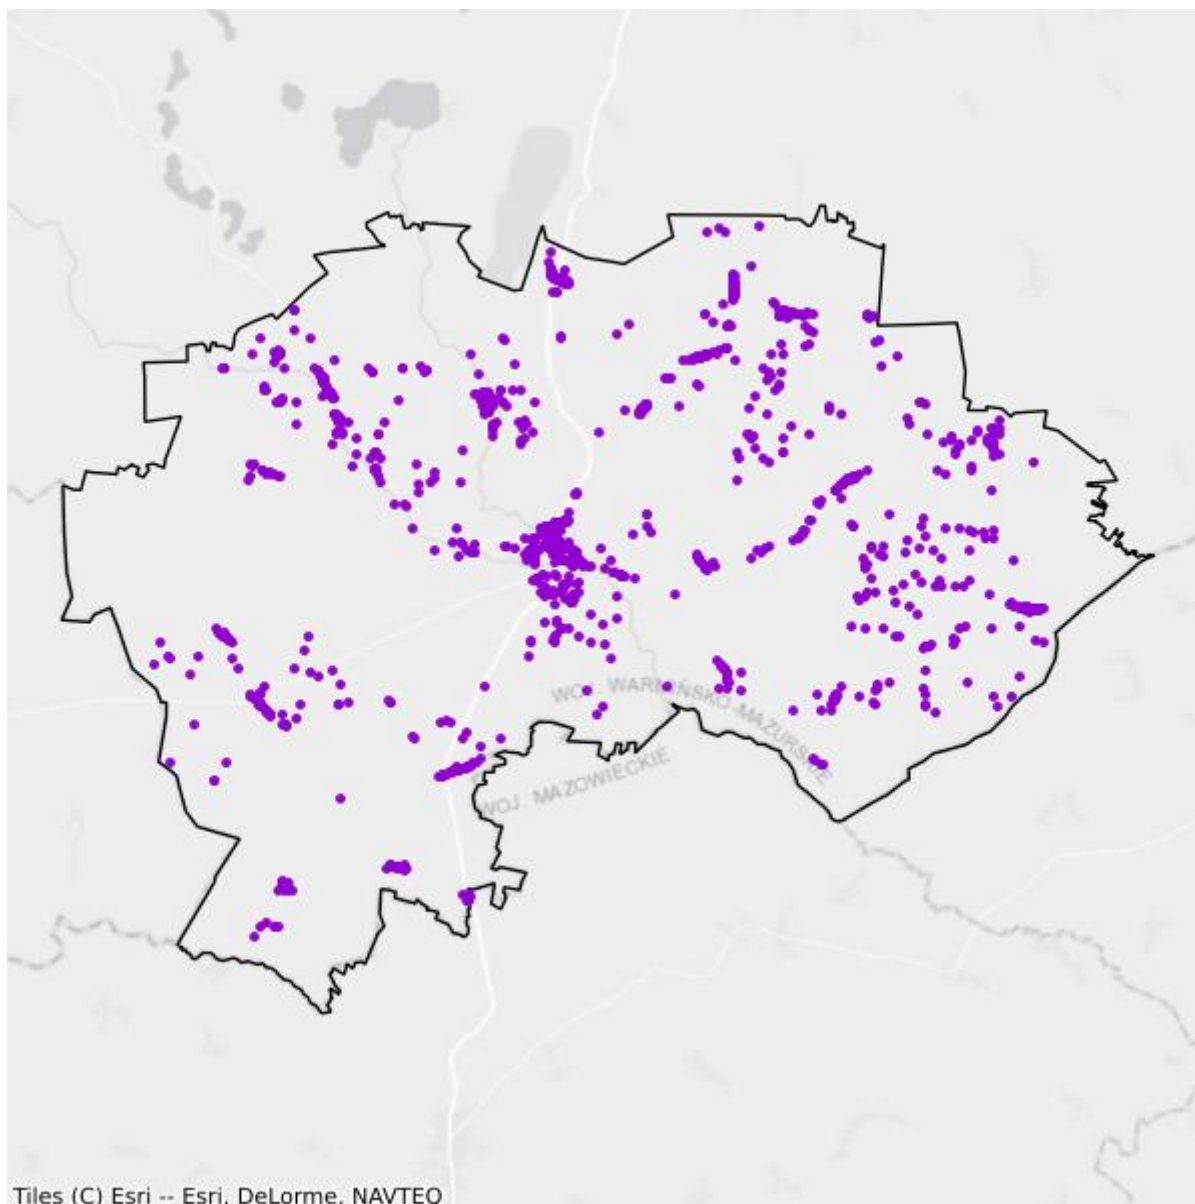 WOJ. WARMIŃSKO-MAZURSKIE
WOJ. MAZOWIECKIE
Tiles (C) Esri -- Esri, DeLorme, NAVTEQ